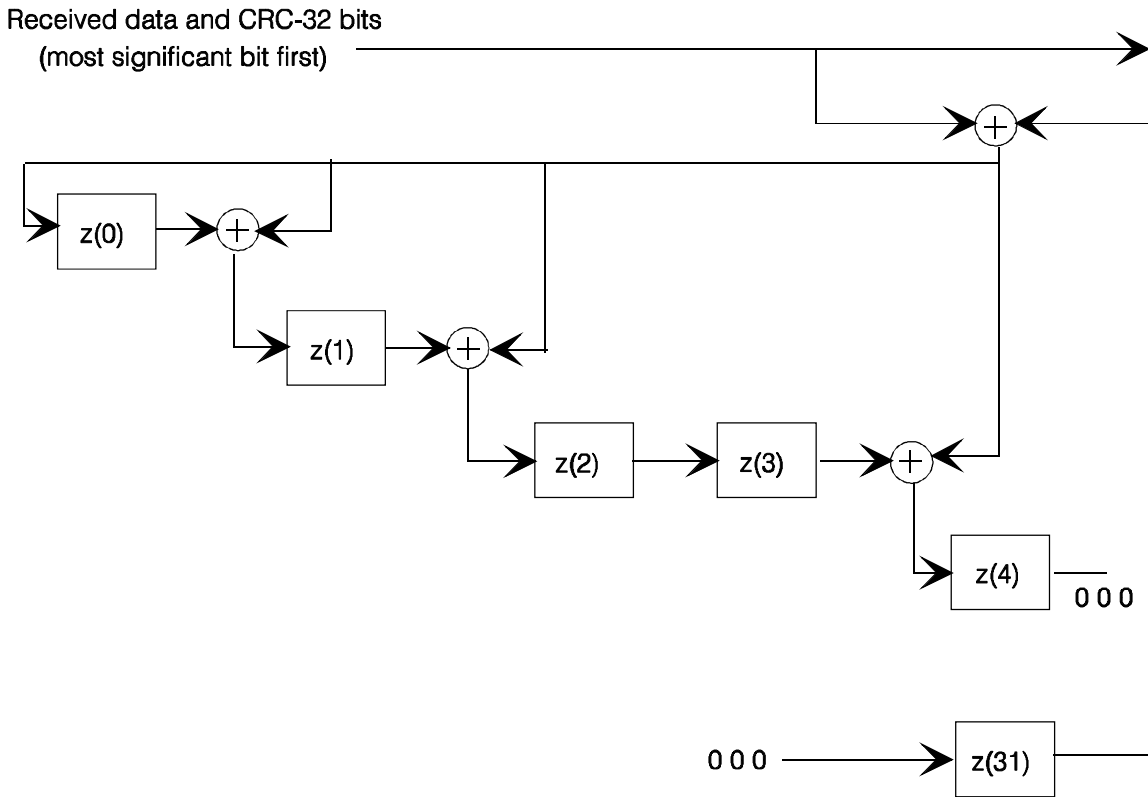 Received data and CRC-32 bits
(most significant bit first)
+
z(0)
+
z(1)
+
z(2)
z(3)
+
z(4)
0 0 0
0 0 0
z(31)